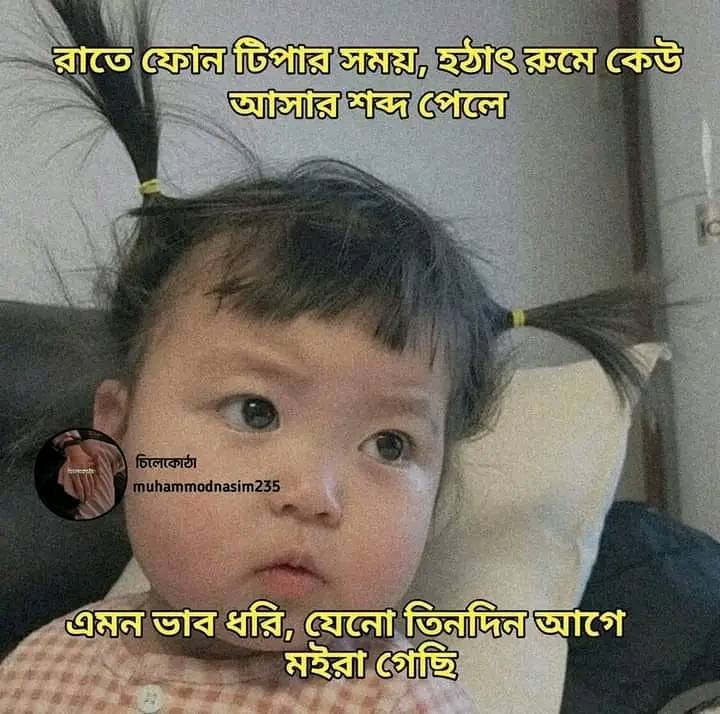 রাতে ফোন টিপার সময়, হঠাৎ রুমে কেউ
আসার শব্দ পেলে
চিলেকোঠা
muhammodnasim235
এমন ভাব ধরি, যেনো তিনদিন আগে
মইরা গেছি